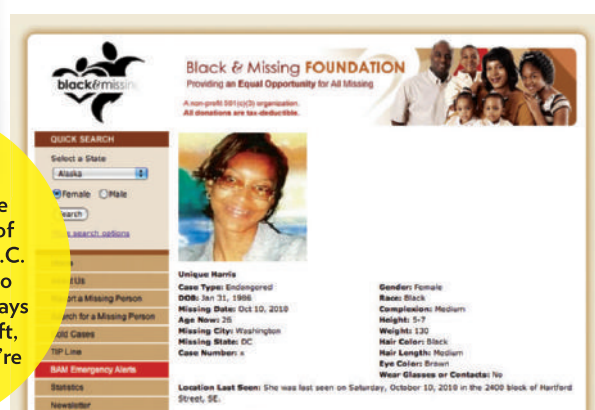 black&missing
Black & Missing FOUNDATION
Providing an Equal Opportunity for All Missing
A non-profit 501(c)(3) organization.
All donations are tax-deductible.
QUICK SEARCH
Select a State
Alaska
Female Male
search options
Report a Missing Person
Search for a Missing Person
Cold Cases
TIP Line
BAM Emergency Alerts
Statistics
Newsletter
of
.C.
ays
ft,
Unique Harris
Case Type: Endangered
DOB: Jan 31, 1986
Missing Date: Oct 10, 2010
Age Now: 26
Missing City: Washington
Missing State: DC
Case Number: x
Gender: Female
Race: Black
Complexion: Medium
Height: 5-7
Weight: 130
Hair Color: Black
Hair Length: Medium
Eye Color: Brown
Wear Glasses or Contacts: No
Location Last Seen: She was last seen on Saturday, October 10, 2010 in the 2400 block of Hartford
Street, SE.